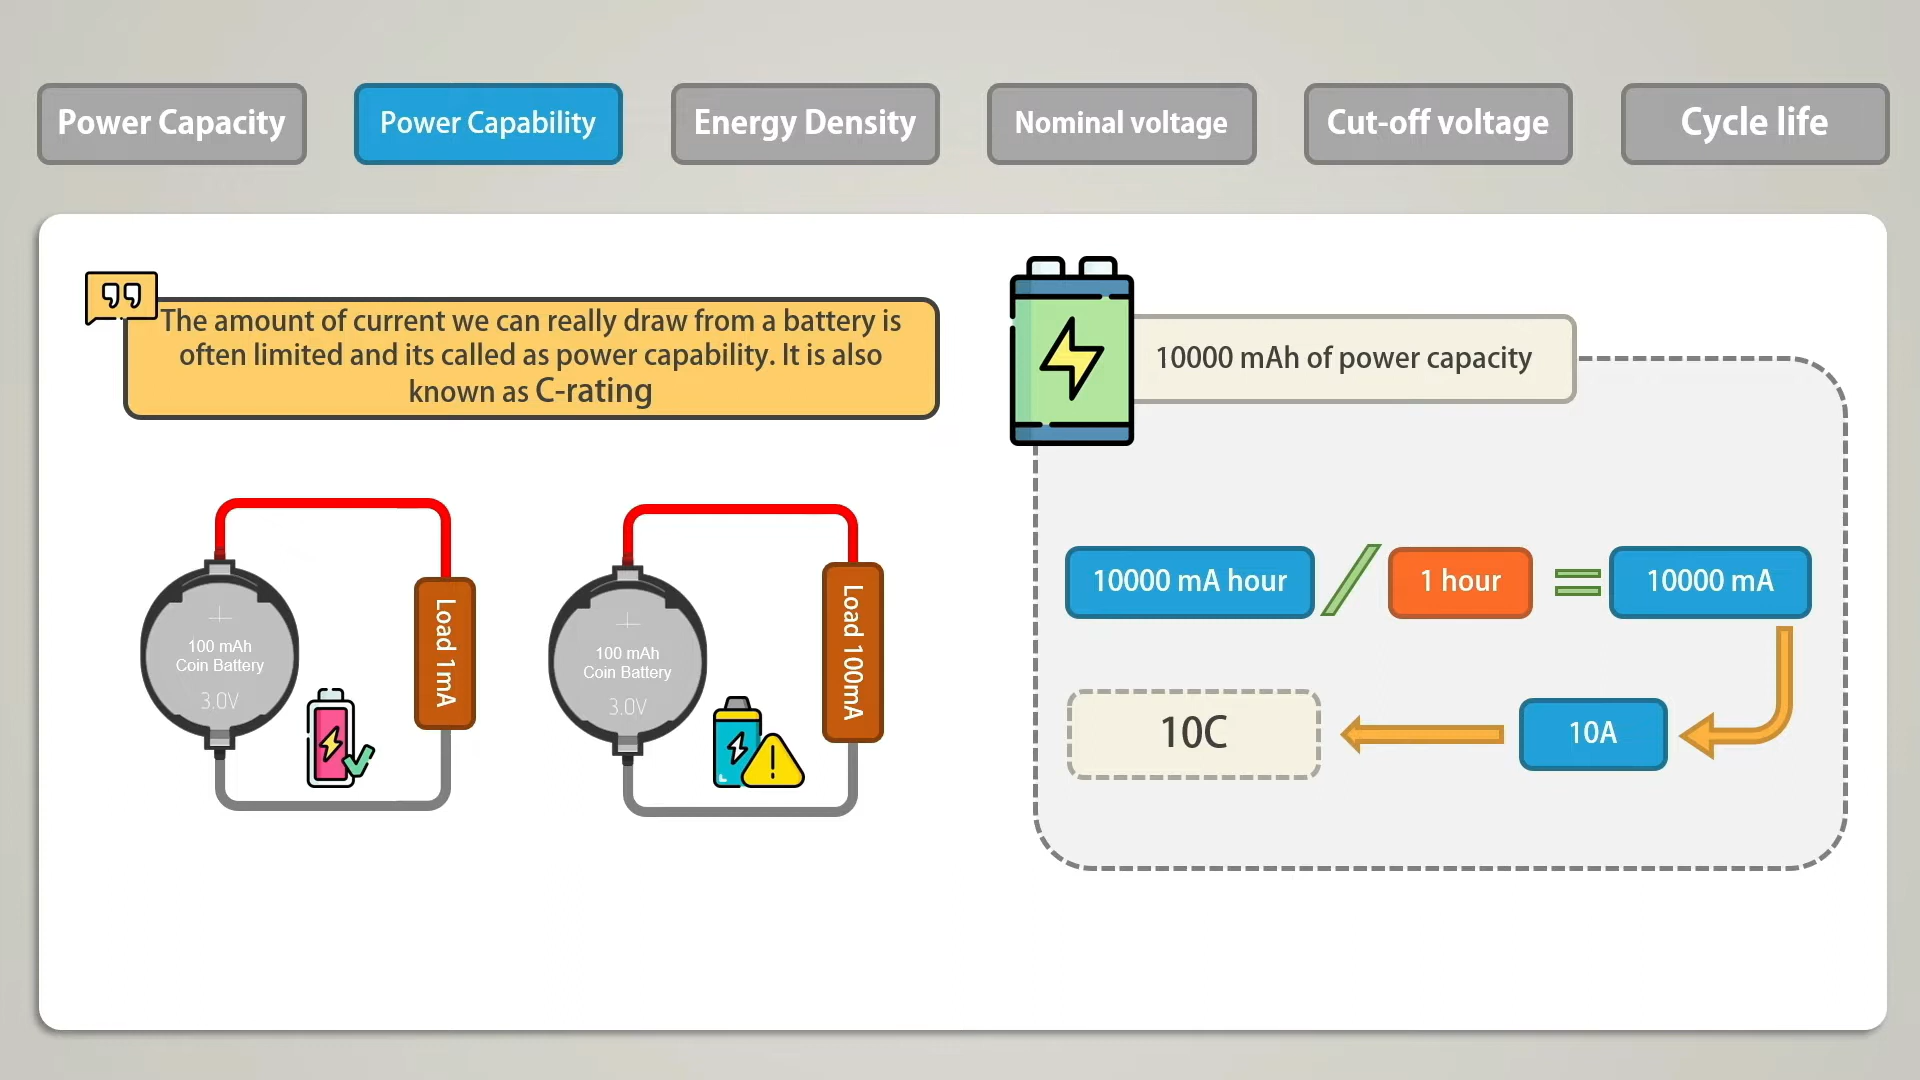 Power Capacity
Power Capability
Energy Density
Nominal voltage
Cut-off voltage
Cycle life
The amount of current we can really draw from a battery is
often limited and its called as power capability. It is also
known as C-rating
100 mAh
Coin Battery
3.0V
Load 1mA
100 mAh
Coin Battery
3.0V
Load 100mA
10000 mAh of power capacity
10000 mA hour / 1 hour = 10000 mA
10C
10A